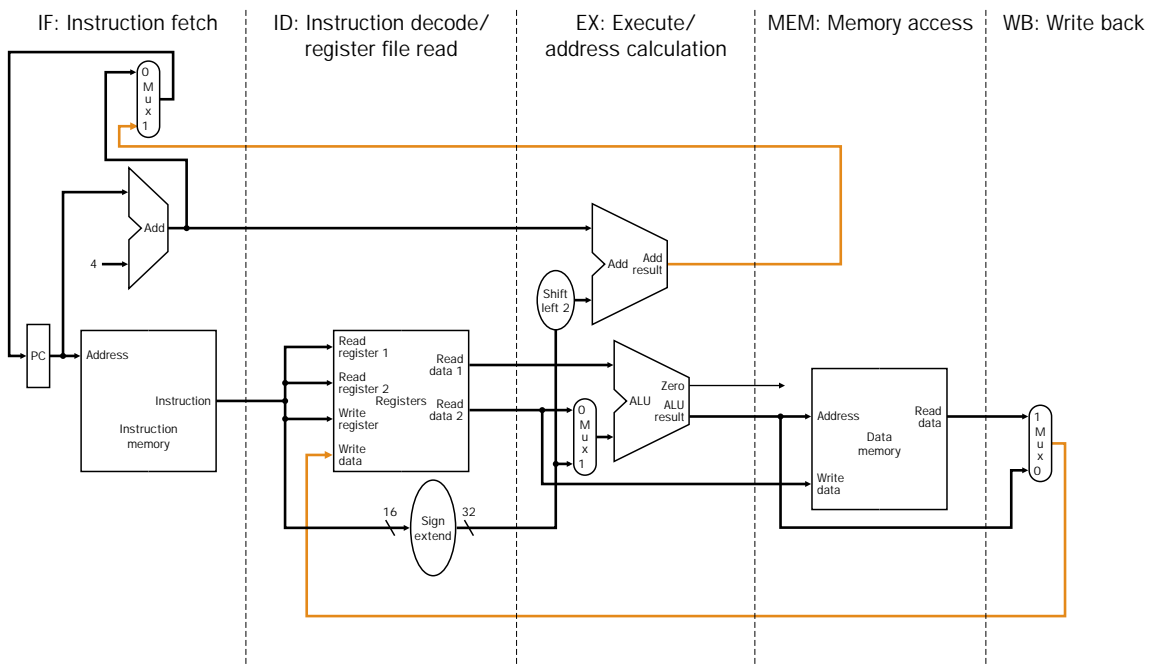 IF: Instruction fetch
ID: Instruction decode/
register file read
EX: Execute/
address calculation
MEM: Memory access
WB: Write back
0
M
u
x
1
Add
4
PC
Address
Instruction
Instruction
memory
Read
register 1
Read
register 2
Write
register
Write
data
Registers
Read
data 1
Read
data 2
16
Sign
extend
32
Shift
left 2
Add
Add
result
0
M
u
x
1
ALU
Zero
ALU
result
Address
Write
data
Data
memory
Read
data
1
M
u
x
0